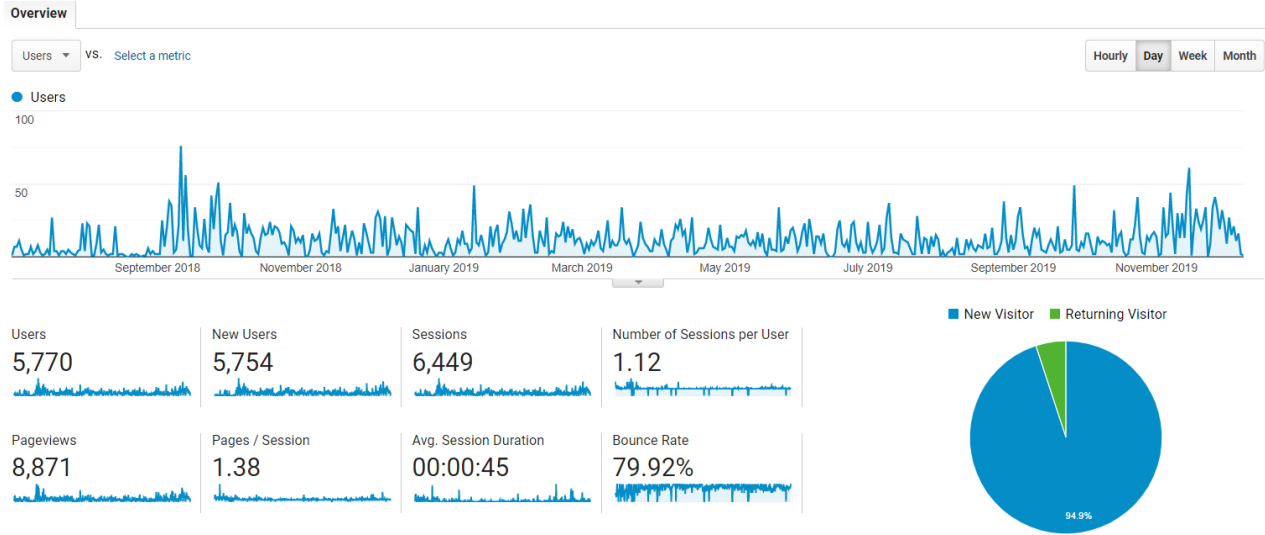 Overview
Users vs. Select a metric
Hourly Day Week Month
Users
100
50
September 2018 November 2018 January 2019 March 2019 May 2019 July 2019 September 2019 November 2019
New Visitor Returning Visitor
Users New Users Sessions Number of Sessions per User
5,770 5,754 6,449 1.12
Pageviews Pages / Session Avg. Session Duration Bounce Rate
8,871 1.38 00:00:45 79.92%
94.9%